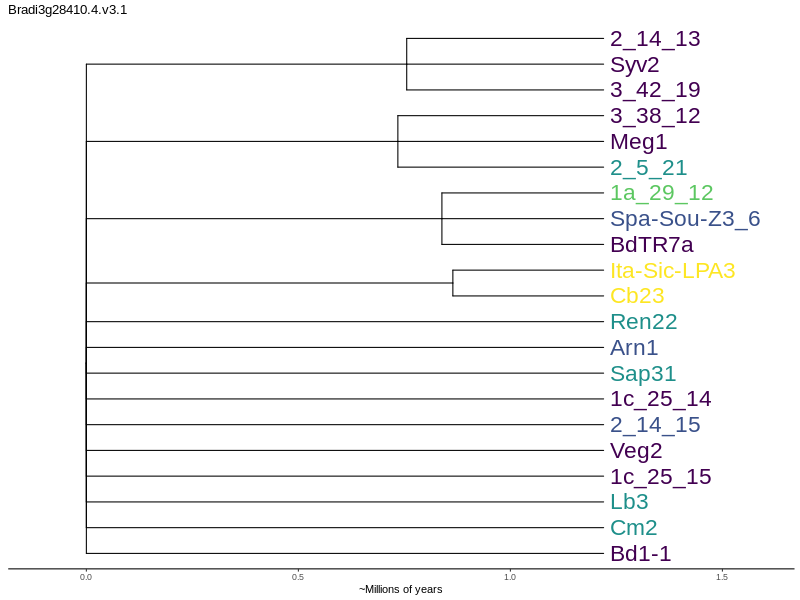 Bradi3g28410.4.v3.1
2_14_13
Syv2
3_42_19
3_38_12
Meg1
2_5_21
1a_29_12
Spa-Sou-Z3_6
BdTR7a
Ita-Sic-LPA3
Cb23
Ren22
Arn1
Sap31
1c_25_14
2_14_15
Veg2
1c_25_15
Lb3
Cm2
Bd1-1
0.0 0.5 1.0 1.5
~Millions of years